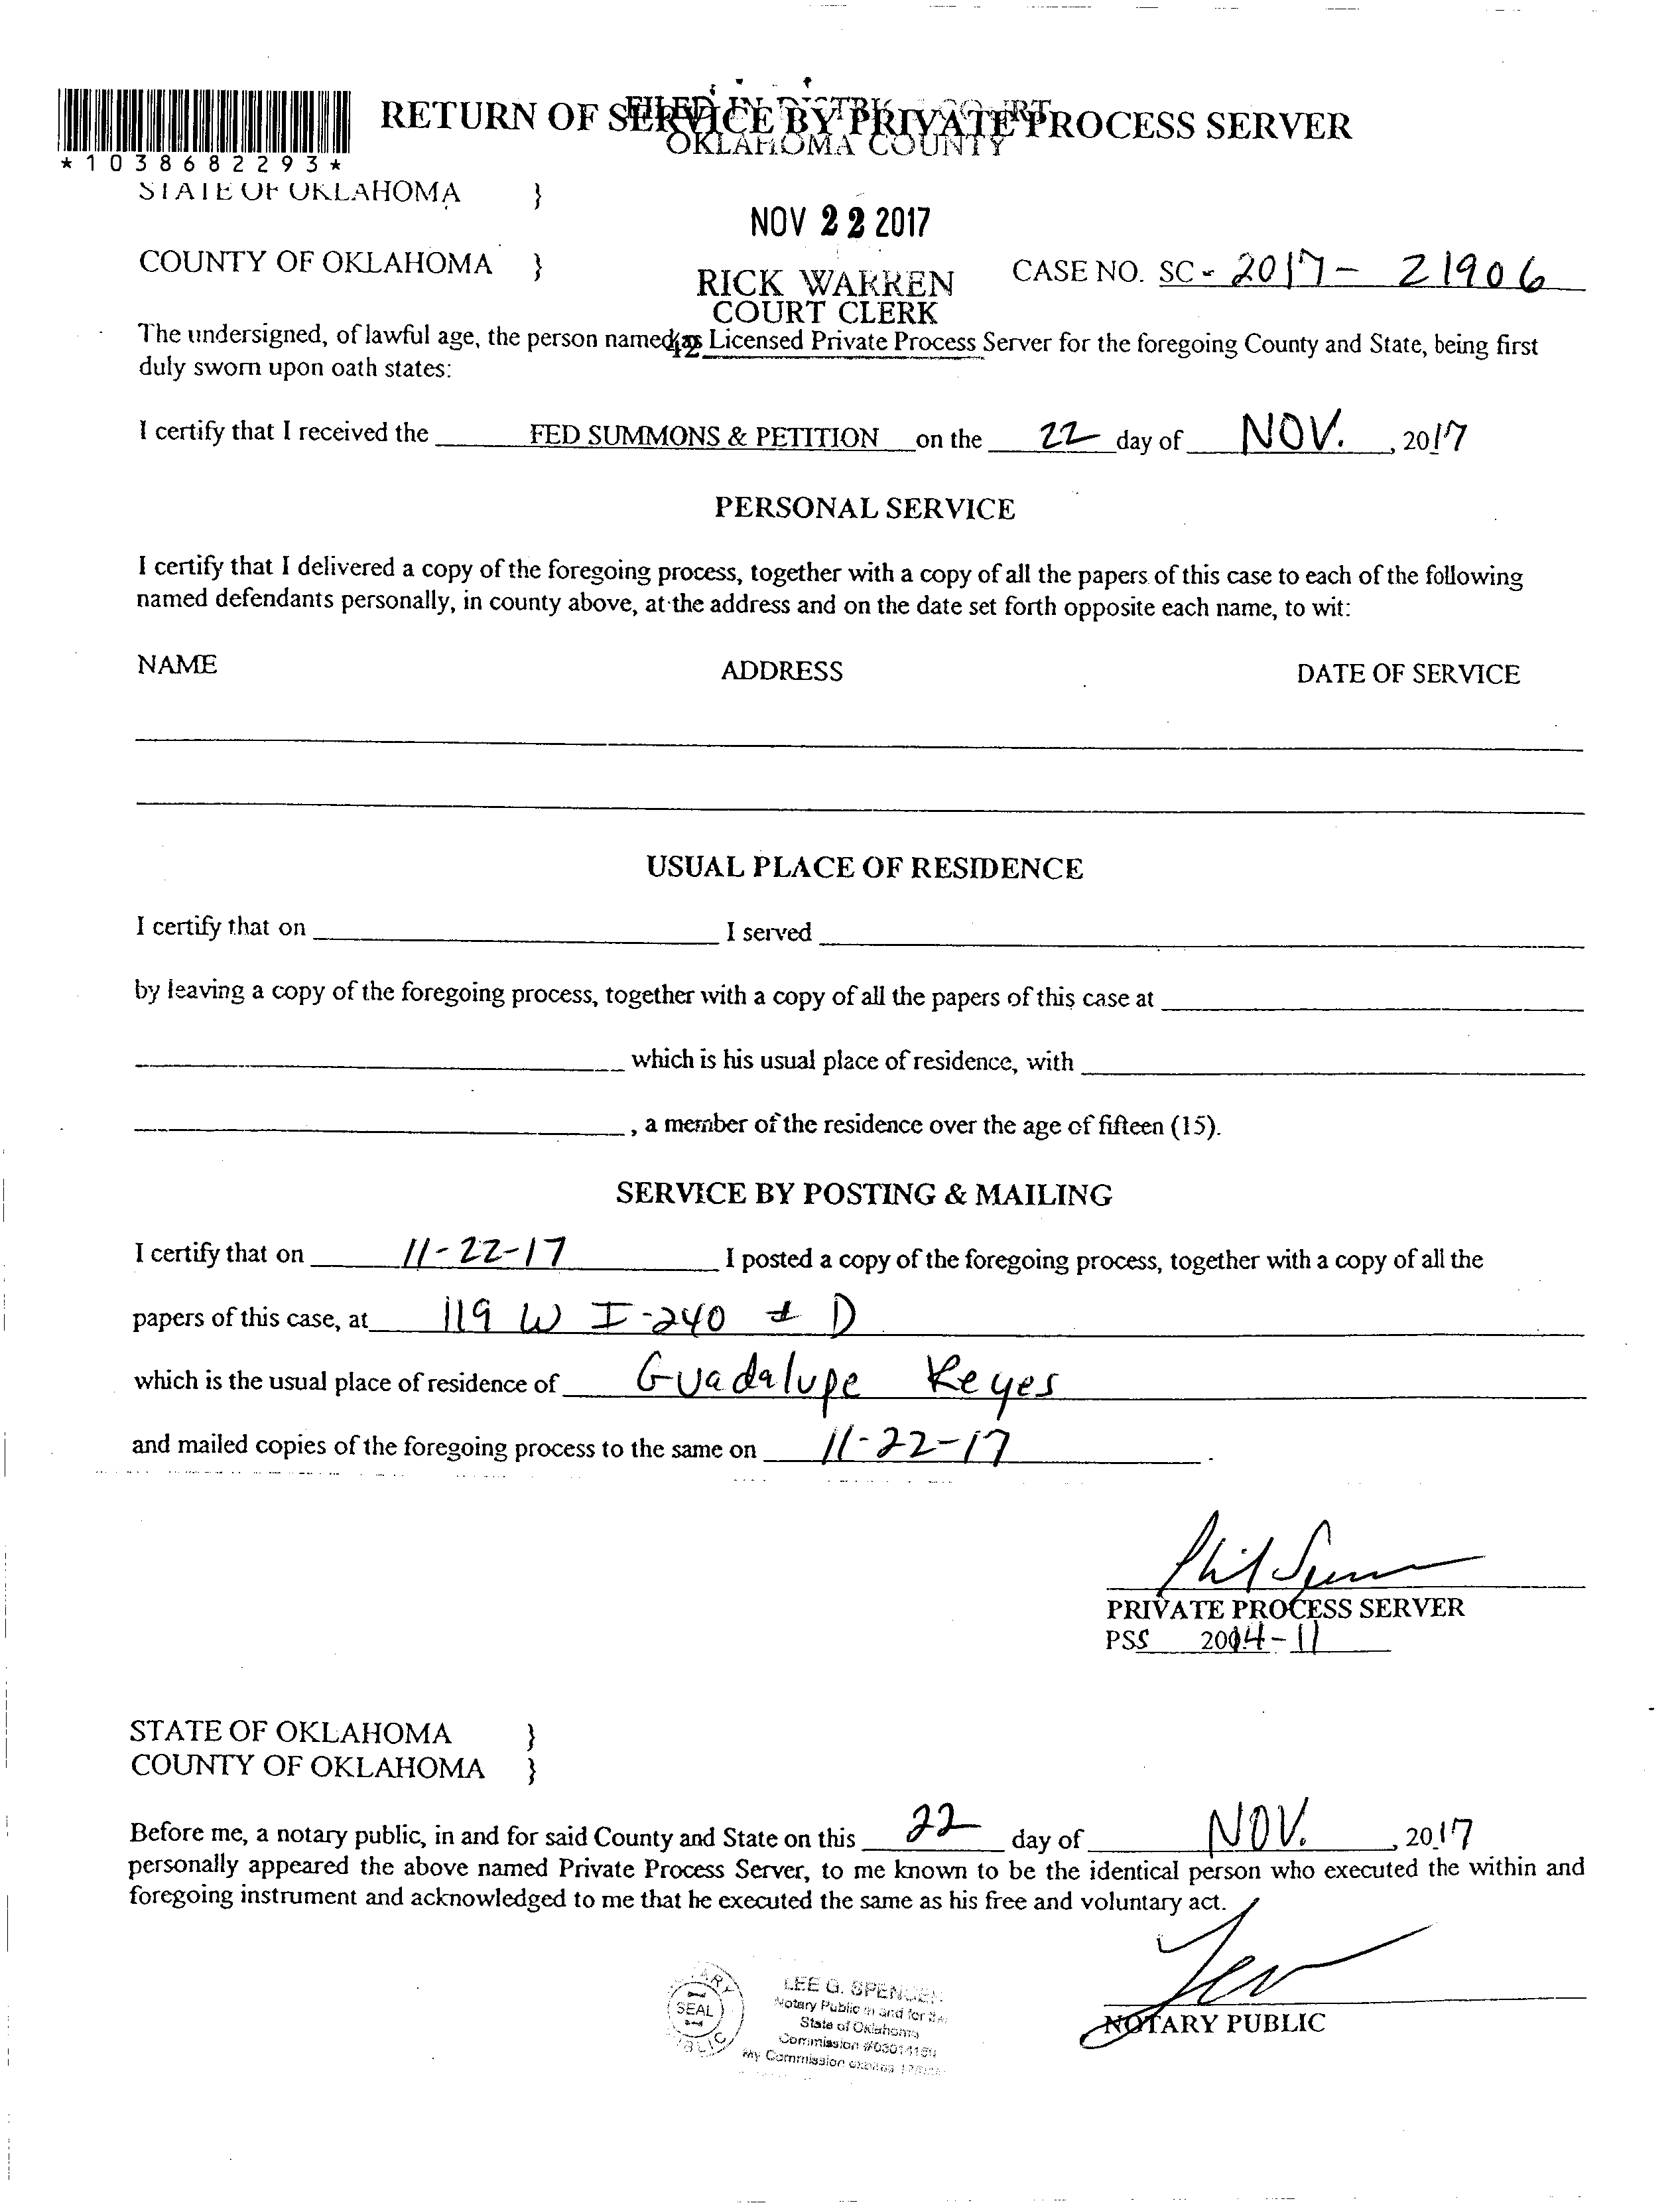 RETURN OF SERVICE BY PRIVATE PROCESS SERVER
FILED IN DISTRICT COURT
OKLAHOMA COUNTY
*1038682293*
STATE OF OKLAHOMA }
NOV 22 2017
COUNTY OF OKLAHOMA }
RICK WARREN
COURT CLERK
CASE NO. SC - 2017 - 21906
42
The undersigned, of lawful age, the person named as Licensed Private Process Server for the foregoing County and State, being first
duly sworn upon oath states:
I certify that I received the FED SUMMONS & PETITION on the 22 day of NOV. , 2017
PERSONAL SERVICE
I certify that I delivered a copy of the foregoing process, together with a copy of all the papers of this case to each of the following
named defendants personally, in county above, at the address and on the date set forth opposite each name, to wit:
NAME ADDRESS DATE OF SERVICE
USUAL PLACE OF RESIDENCE
I certify that on I served
by leaving a copy of the foregoing process, together with a copy of all the papers of this case at
which is his usual place of residence, with
, a member of the residence over the age of fifteen (15).
SERVICE BY POSTING & MAILING
I certify that on 11-22-17 I posted a copy of the foregoing process, together with a copy of all the
papers of this case, at 119 W I-240 # D
which is the usual place of residence of Guadalupe Reyes
and mailed copies of the foregoing process to the same on 11-22-17 .
PRIVATE PROCESS SERVER
PSS 2014-11
STATE OF OKLAHOMA }
COUNTY OF OKLAHOMA }
Before me, a notary public, in and for said County and State on this 22 day of NOV. , 2017
personally appeared the above named Private Process Server, to me known to be the identical person who executed the within and
foregoing instrument and acknowledged to me that he executed the same as his free and voluntary act.
SEAL
LEE G. SPENCER
Notary Public in and for the
State of Oklahoma
Commission
My Commission expires
NOTARY PUBLIC